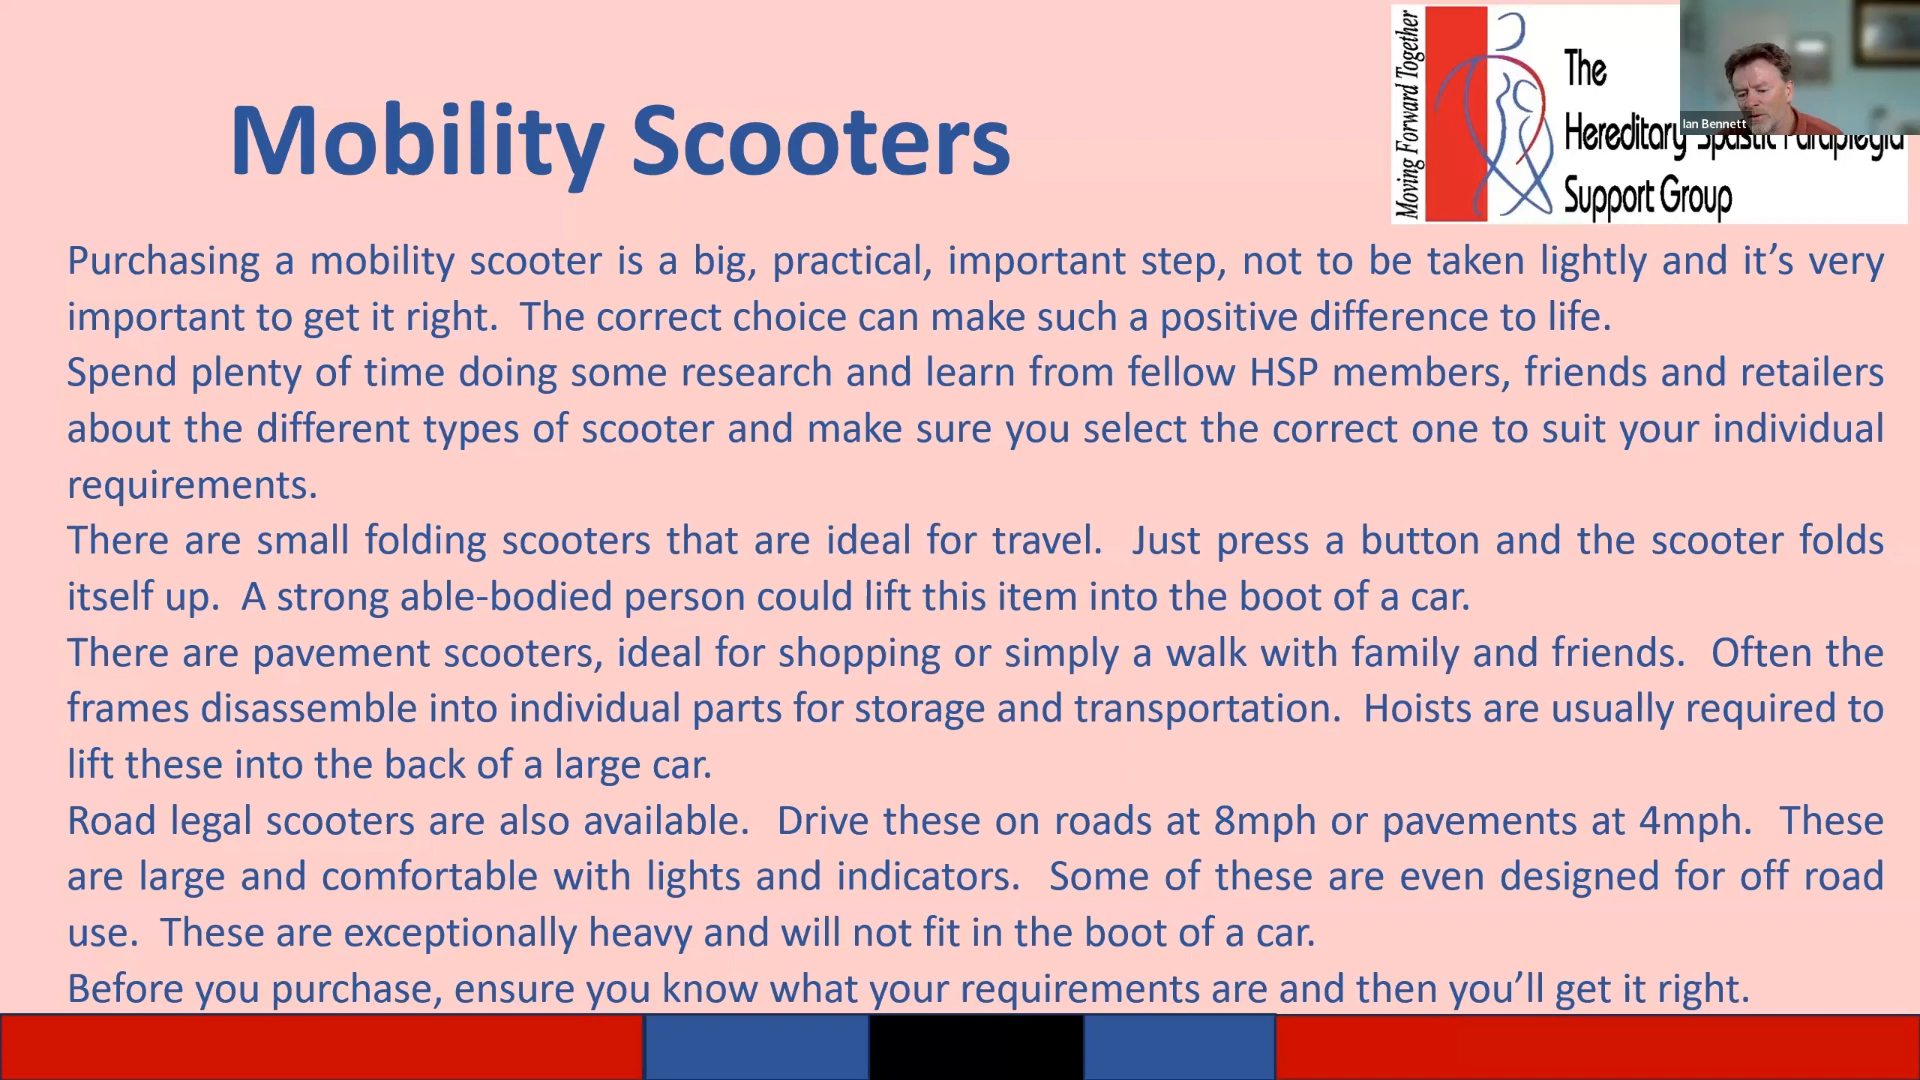 Mobility Scooters
Moving Forward Together
The
Hereditary Spastic Paraplegia
Support Group
Ian Bennett
Purchasing a mobility scooter is a big, practical, important step, not to be taken lightly and it’s very
important to get it right.  The correct choice can make such a positive difference to life.
Spend plenty of time doing some research and learn from fellow HSP members, friends and retailers
about the different types of scooter and make sure you select the correct one to suit your individual
requirements.
There are small folding scooters that are ideal for travel.  Just press a button and the scooter folds
itself up.  A strong able-bodied person could lift this item into the boot of a car.
There are pavement scooters, ideal for shopping or simply a walk with family and friends.  Often the
frames disassemble into individual parts for storage and transportation.  Hoists are usually required to
lift these into the back of a large car.
Road legal scooters are also available.  Drive these on roads at 8mph or pavements at 4mph.  These
are large and comfortable with lights and indicators.  Some of these are even designed for off road
use.  These are exceptionally heavy and will not fit in the boot of a car.
Before you purchase, ensure you know what your requirements are and then you’ll get it right.